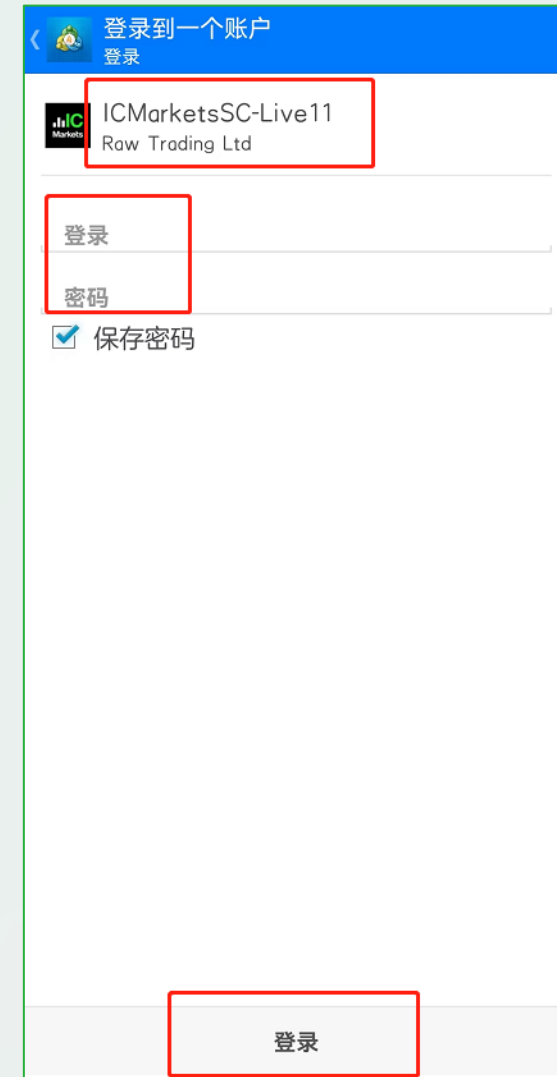 登录到一个账户
登录
ICMarketsSC-Live11
IC
Markets
Raw Trading Ltd
登录
密码
保存密码
登录